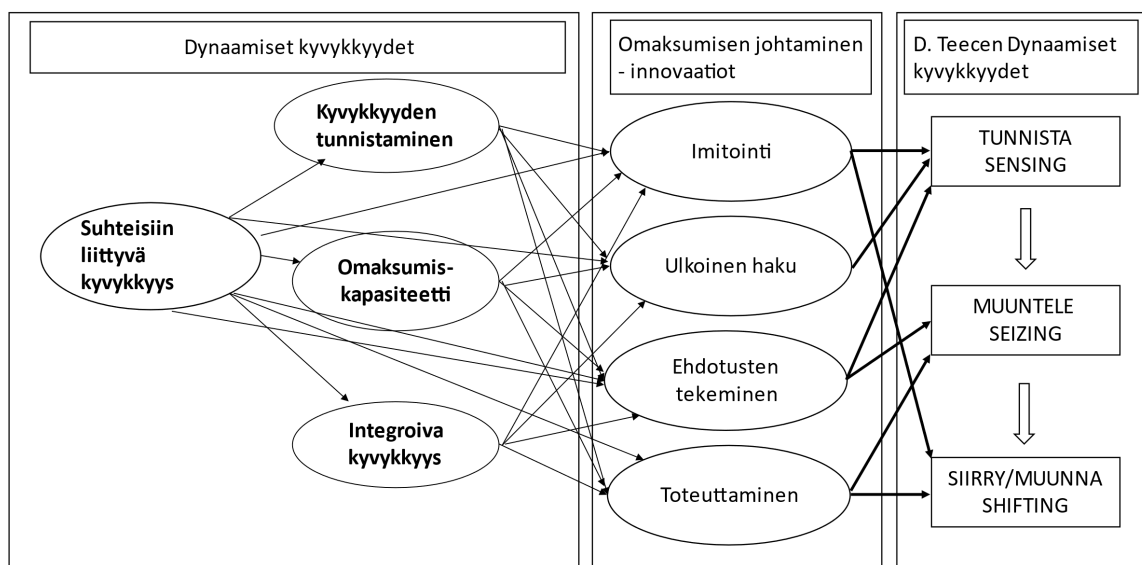 Dynaamiset kyvykkyydet
Kyvykkyyden
tunnistaminen
Suhteisiin
liittyvä
kyvykkyys
Omaksumis-
kapasiteetti
Integroiva
kyvykkyys
Omaksumisen johtaminen
- innovaatiot
Imitointi
Ulkoinen haku
Ehdotusten
tekeminen
Toteuttaminen
D. Teecen Dynaamiset
kyvykkyydet
TUNNISTA
SENSING
MUUNTELE
SEIZING
SIIRRY/MUUNNA
SHIFTING